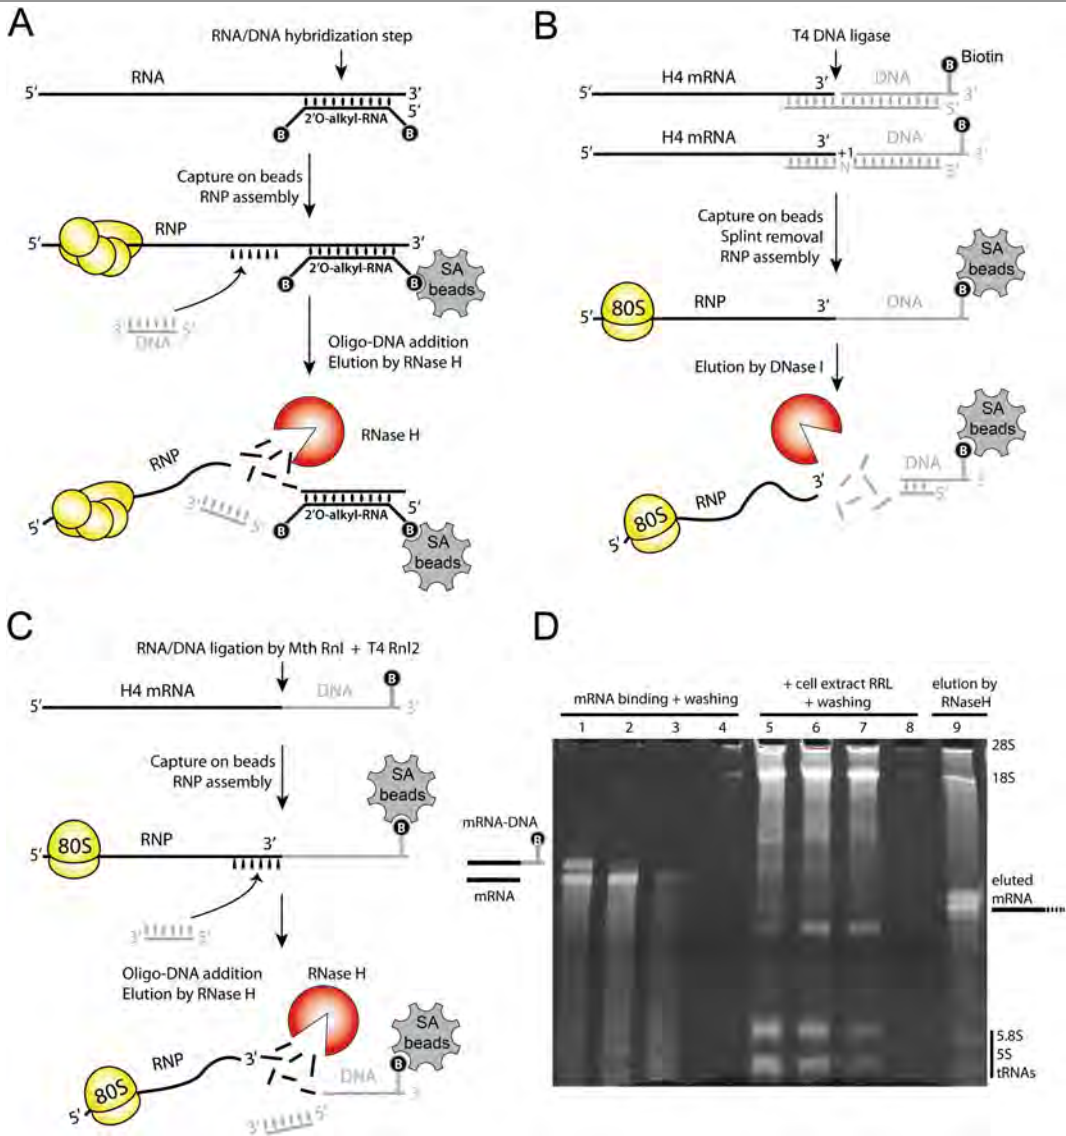 A
RNA/DNA hybridization step
RNA
5'
3'
5'
2'O-alkyl-RNA
B
B
Capture on beads
RNP assembly
5'
RNP
3'
2'O-alkyl-RNA
B
B
SA
beads
3'
5'
DNA
Oligo-DNA addition
Elution by RNase H
RNase H
RNP
5'
3'
5'
5'
2'O-alkyl-RNA
B
B
SA
beads
B
T4 DNA ligase
Biotin
B
H4 mRNA
3'
DNA
5'
3'
5'
B
H4 mRNA
3'
DNA
5'
+1
3'
N
3'
Capture on beads
Splint removal
RNP assembly
SA
beads
80S
RNP
3'
DNA
B
5'
Elution by DNase I
SA
beads
B
DNA
3'
5'
3'
RNP
80S
5'
C
RNA/DNA ligation by Mth Rnl + T4 Rnl2
B
H4 mRNA
DNA
5'
3'
Capture on beads
RNP assembly
SA
beads
B
80S
RNP
3'
5'
3'
5'
Oligo-DNA addition
Elution by RNase H
RNase H
SA
beads
B
RNP
3'
DNA
80S
5'
5'
3'
D
mRNA binding + washing
+ cell extract RRL
+ washing
elution by
RNaseH
1 2 3 4 5 6 7 8 9
28S
18S
mRNA-DNA
B
mRNA
eluted
mRNA
5.8S
5S
tRNAs